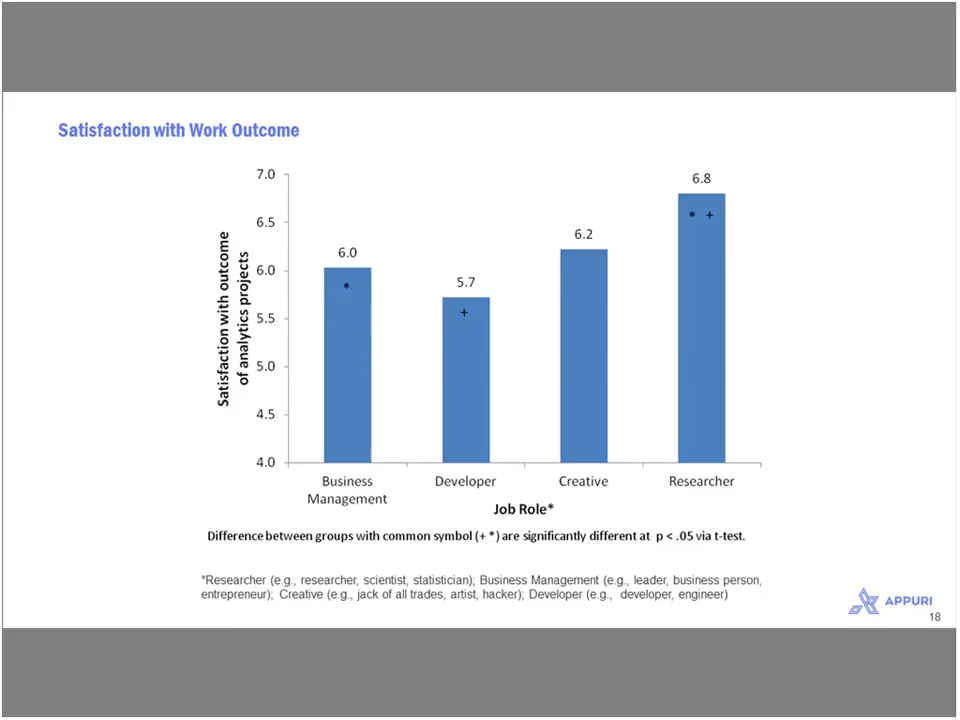 Satisfaction with Work Outcome
Satisfaction with outcome
of analytics projects
7.0
6.5
6.0
5.5
5.0
4.5
4.0
6.0
*
5.7
+
6.2
6.8
* +
Business
Management
Developer
Creative
Researcher
Job Role*
Difference between groups with common symbol (+ *) are significantly different at p < .05 via t-test.
*Researcher (e.g., researcher, scientist, statistician); Business Management (e.g., leader, business person,
entrepreneur); Creative (e.g., jack of all trades, artist, hacker); Developer (e.g., developer, engineer)
APPURI
18